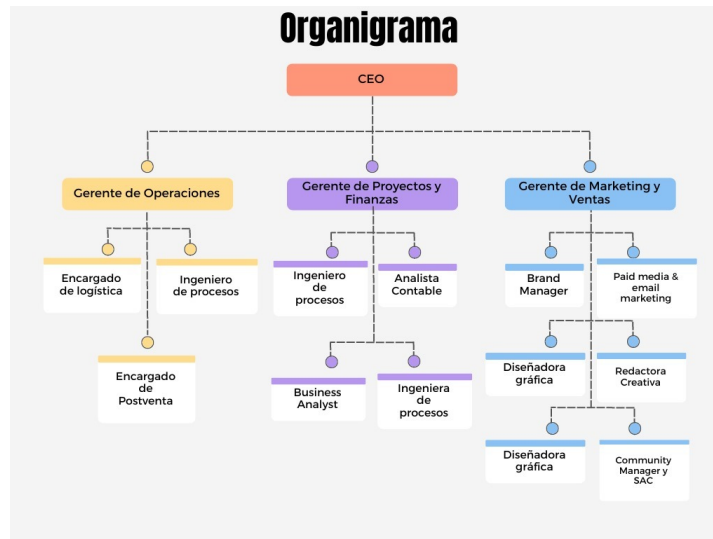 Organigrama
CEO
Gerente de Operaciones
Gerente de Proyectos y
Finanzas
Gerente de Marketing y
Ventas
Encargado
de logística
Ingeniero
de procesos
Encargado
de
Postventa
Ingeniero
de
procesos
Analista
Contable
Business
Analyst
Ingeniera
de
procesos
Brand
Manager
Paid media &
email
marketing
Diseñadora
gráfica
Redactora
Creativa
Diseñadora
gráfica
Community
Manager y
SAC